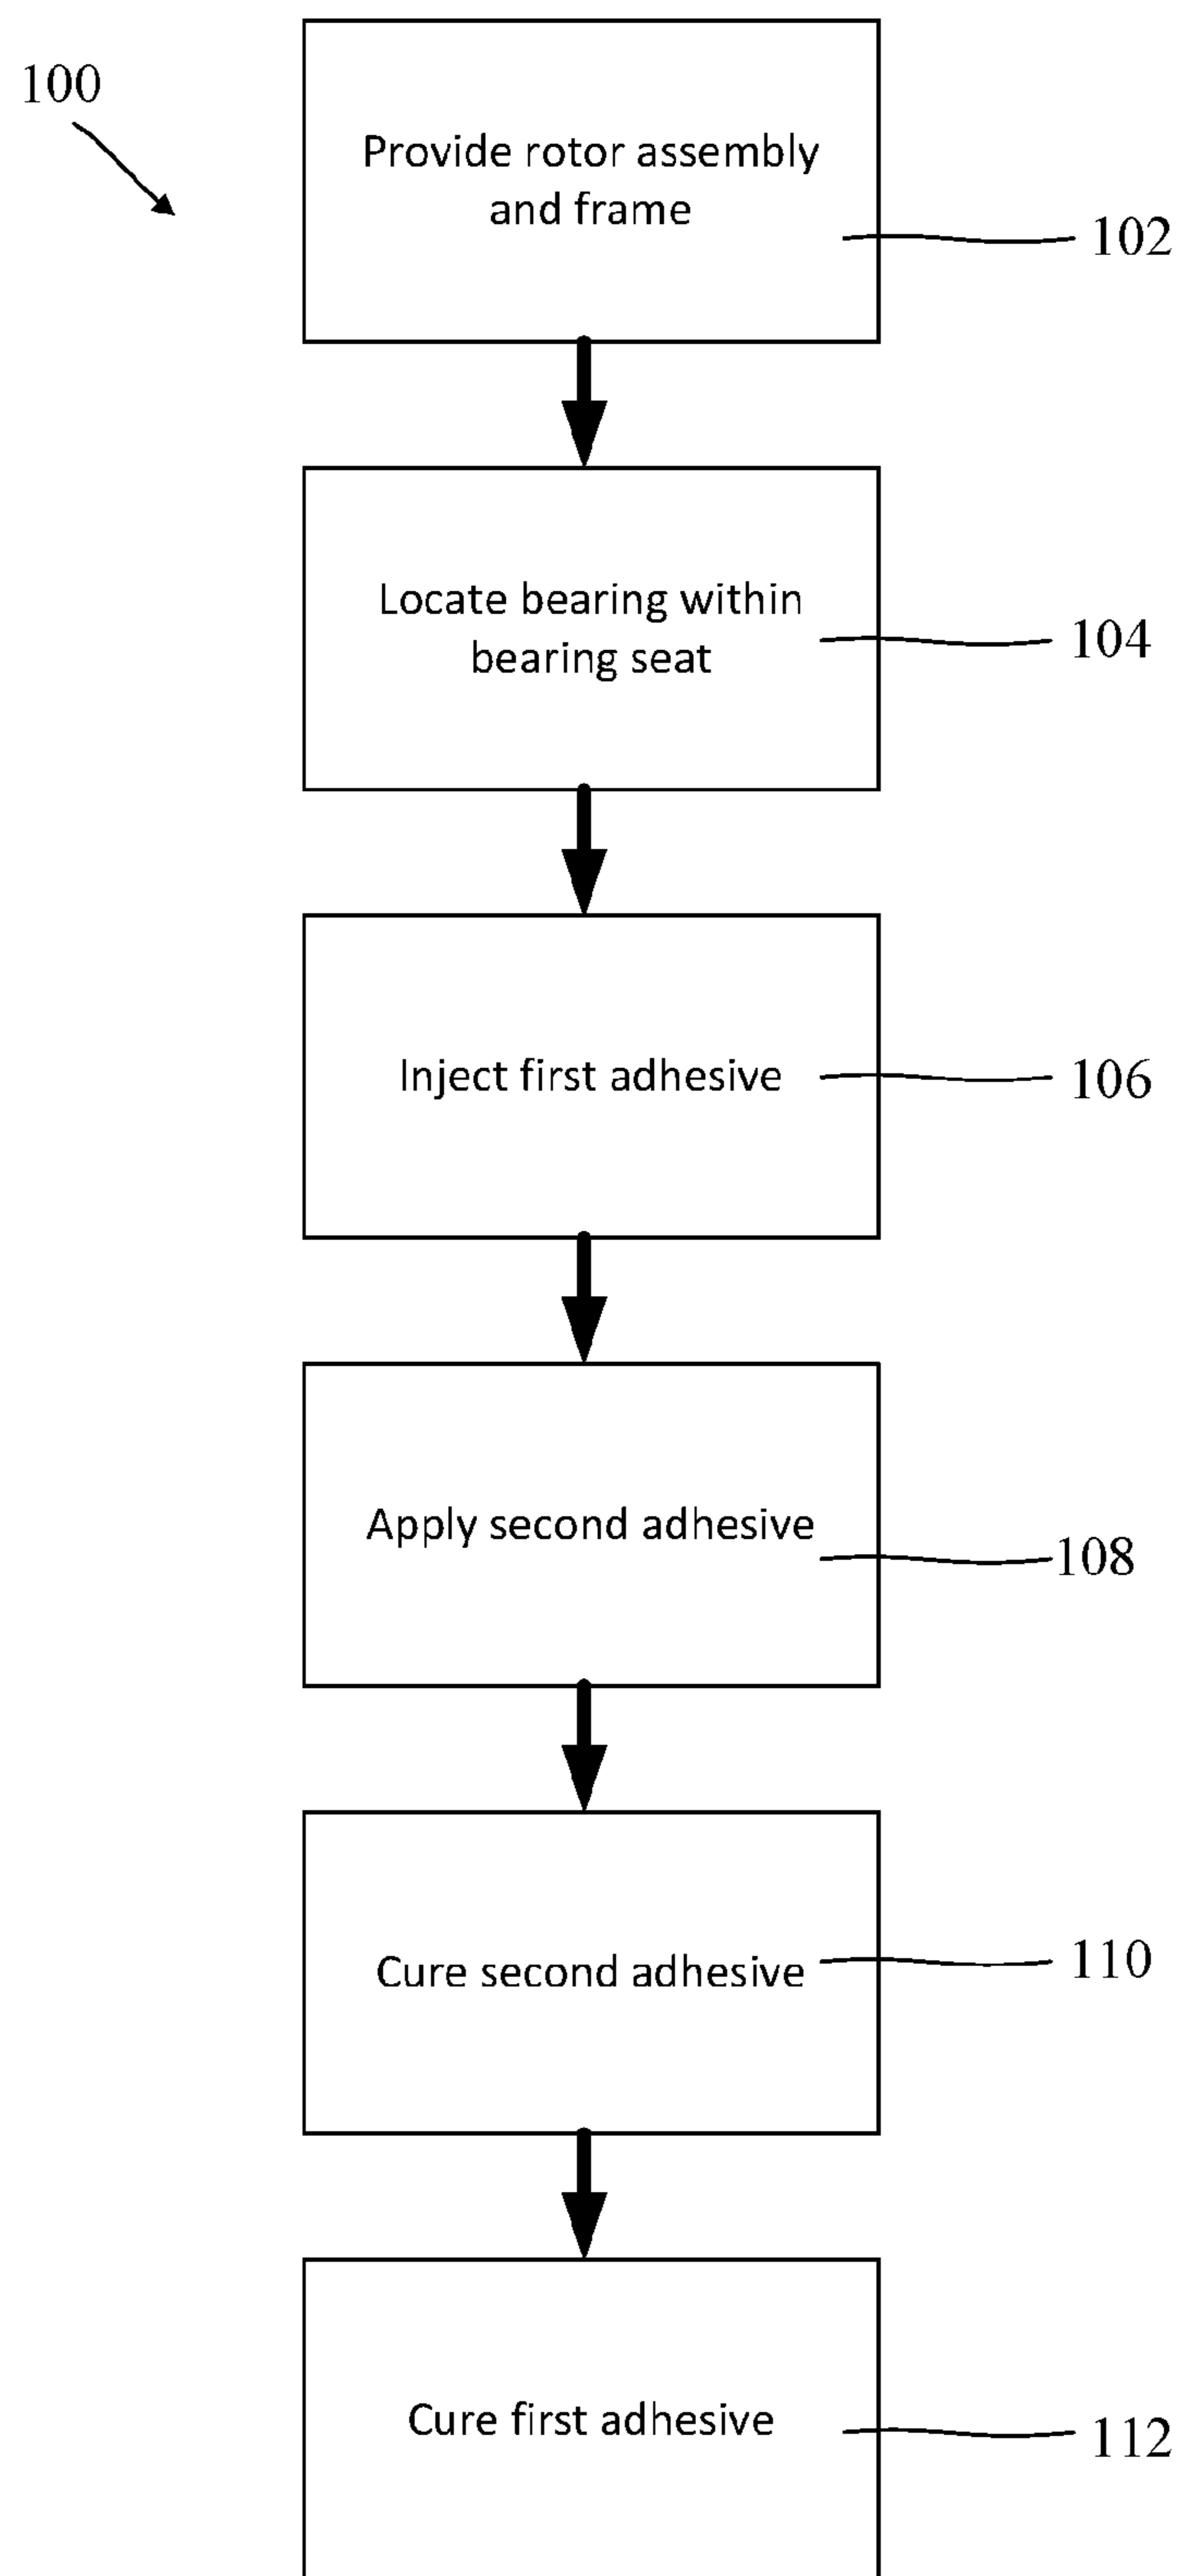 100
Provide rotor assembly
and frame
102
Locate bearing within
bearing seat
104
Inject first adhesive
106
Apply second adhesive
108
Cure second adhesive
110
Cure first adhesive
112